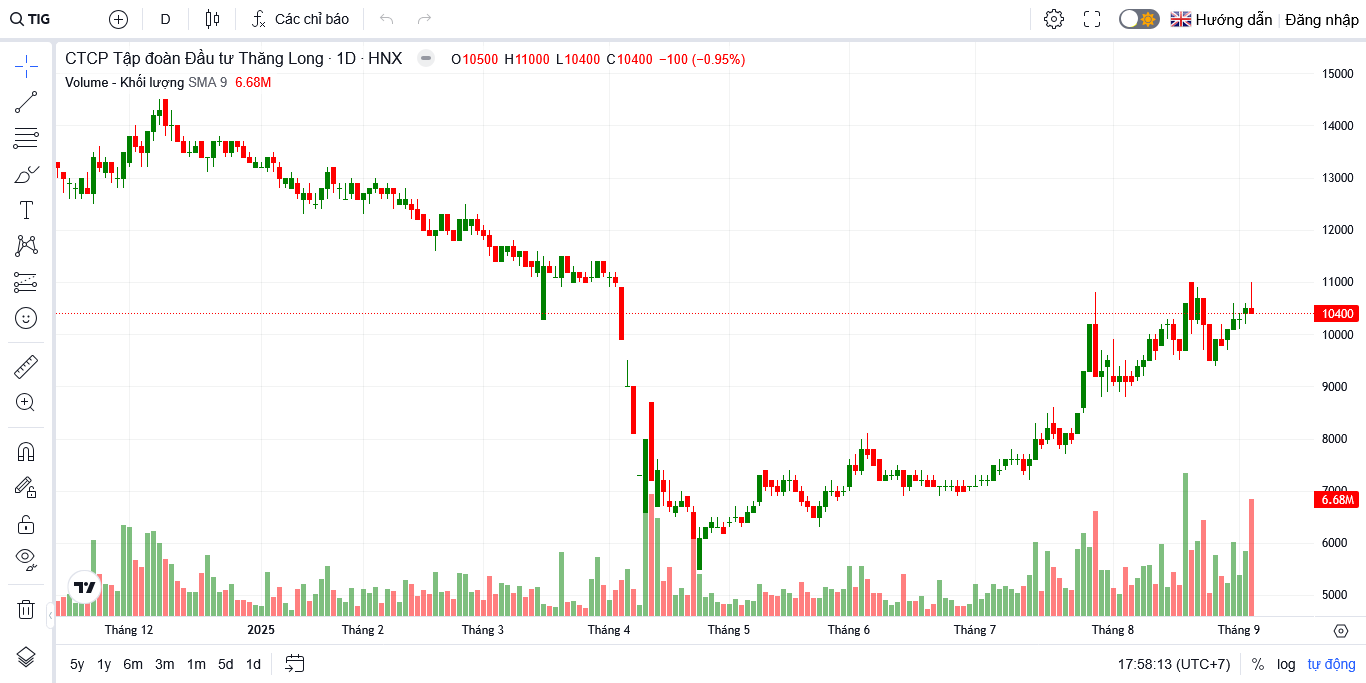 TIG D Các chỉ báo Hướng dẫn Đăng nhập
CTCP Tập đoàn Đầu tư Thăng Long · 1D · HNX O10500 H11000 L10400 C10400 −100 (−0.95%)
Volume - Khối lượng SMA 9 6.68M
15000
14000
13000
12000
11000
10400
10000
9000
8000
7000
6.68M
6000
5000
Tháng 12 2025 Tháng 2 Tháng 3 Tháng 4 Tháng 5 Tháng 6 Tháng 7 Tháng 8 Tháng 9
5y 1y 6m 3m 1m 5d 1d 17:58:13 (UTC+7) % log tự động